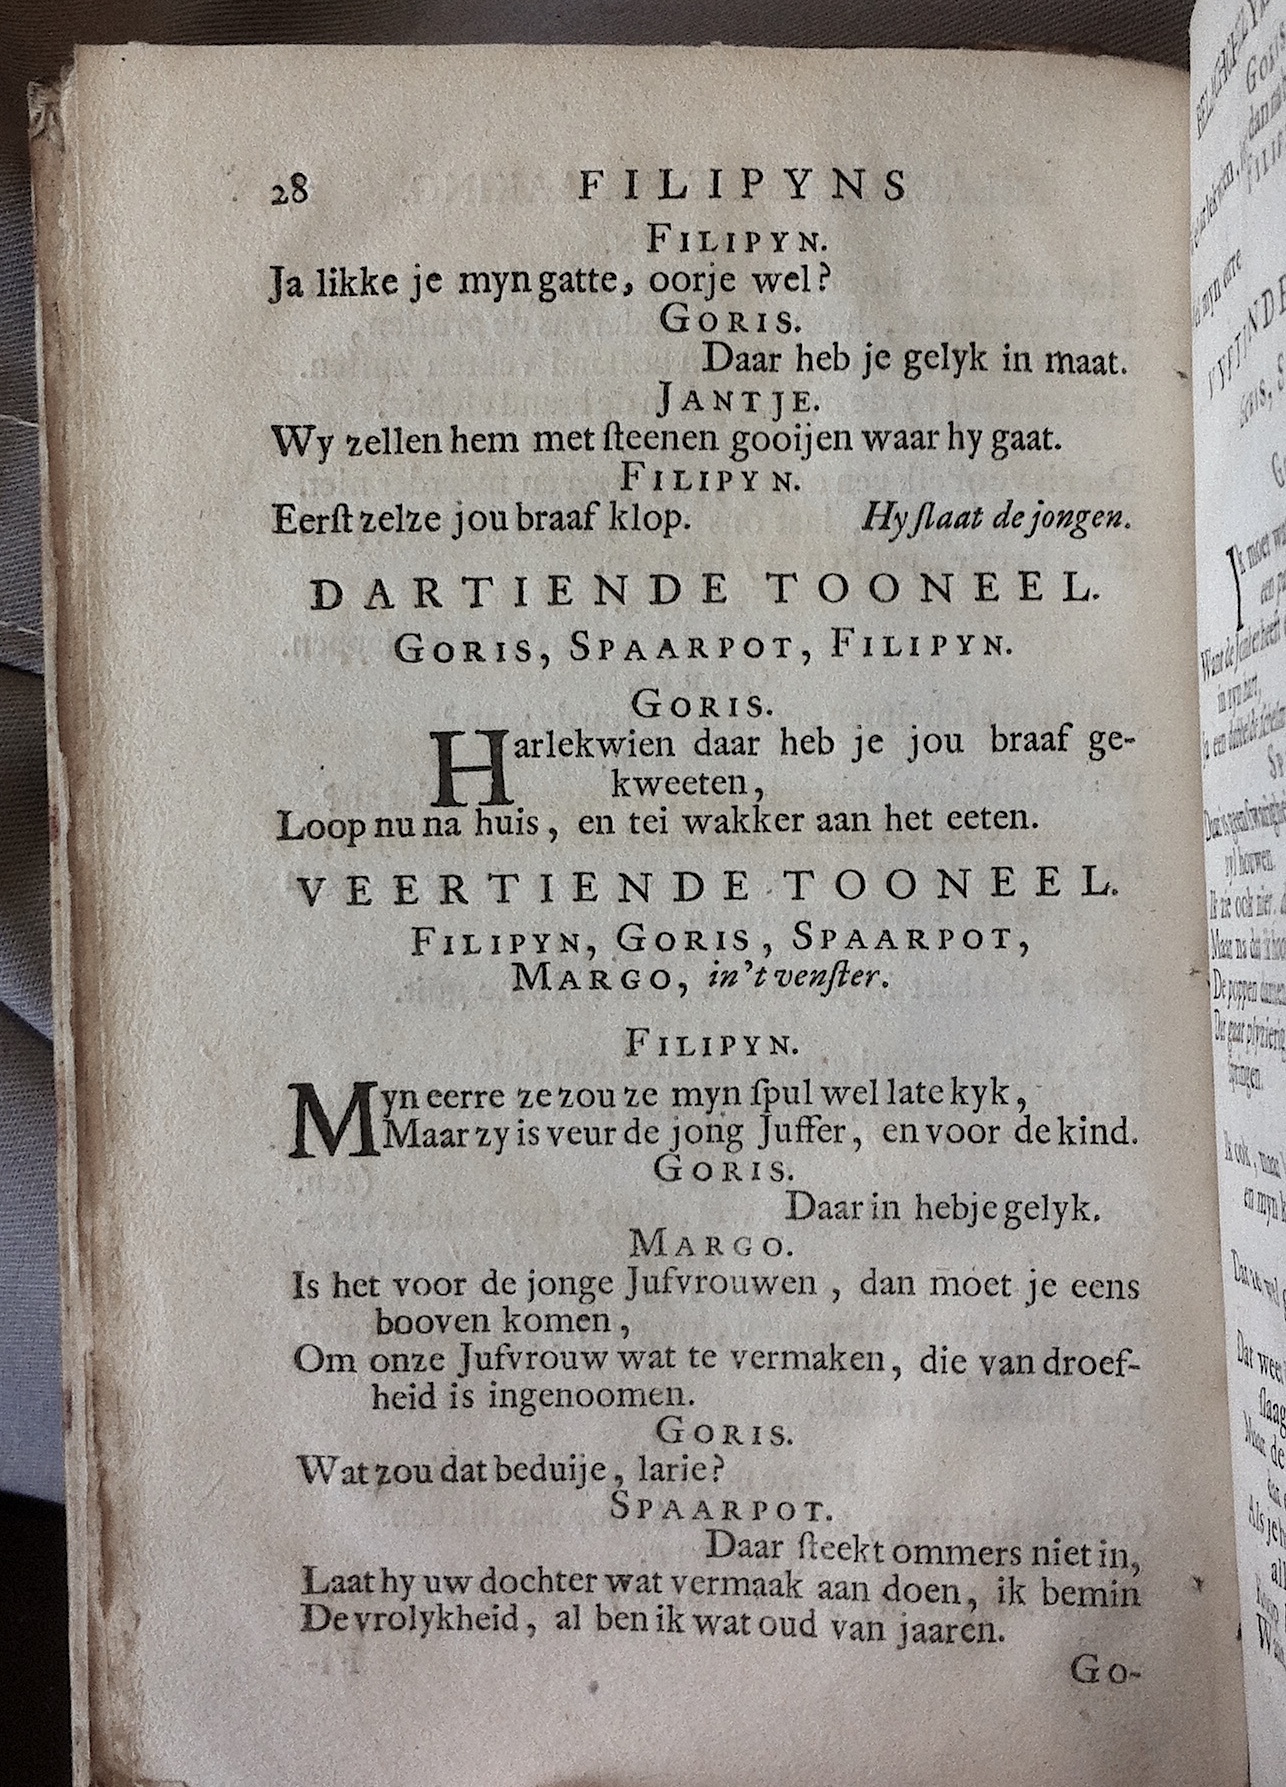 28 FILIPYNS
FILIPYN.
Ja likke je myn gatte, oorje wel?
GORIS.
Daar heb je gelyk in maat.
JANTJE.
Wy zellen hem met ſteenen gooijen waar hy gaat.
FILIPYN.
Eerſt zelze jou braaf klop. Hy ſlaat de jongen.
DARTIENDE TOONEEL.
GORIS, SPAARPOT, FILIPYN.
GORIS.
Harlekwien daar heb je jou braaf ge-
kweeten,
Loop nu na huis, en tei wakker aan het eeten.
VEERTIENDE TOONEEL.
FILIPYN, GORIS, SPAARPOT,
MARGO, in't venſter.
FILIPYN.
Myn eerre ze zou ze myn ſpul wel late kyk,
Maar zy is veur de jong Juffer, en voor de kind.
GORIS.
Daar in heb je gelyk.
MARGO.
Is het voor de jonge Jufvrouwen, dan moet je eens
booven komen,
Om onze Jufvrouw wat te vermaken, die van droef-
heid is ingenoomen.
GORIS.
Wat zou dat beduije, larie?
SPAARPOT.
Daar ſteekt ommers niet in,
Laat hy uw dochter wat vermaak aan doen, ik bemin
De vrolykheid, al ben ik wat oud van jaaren.
GO-